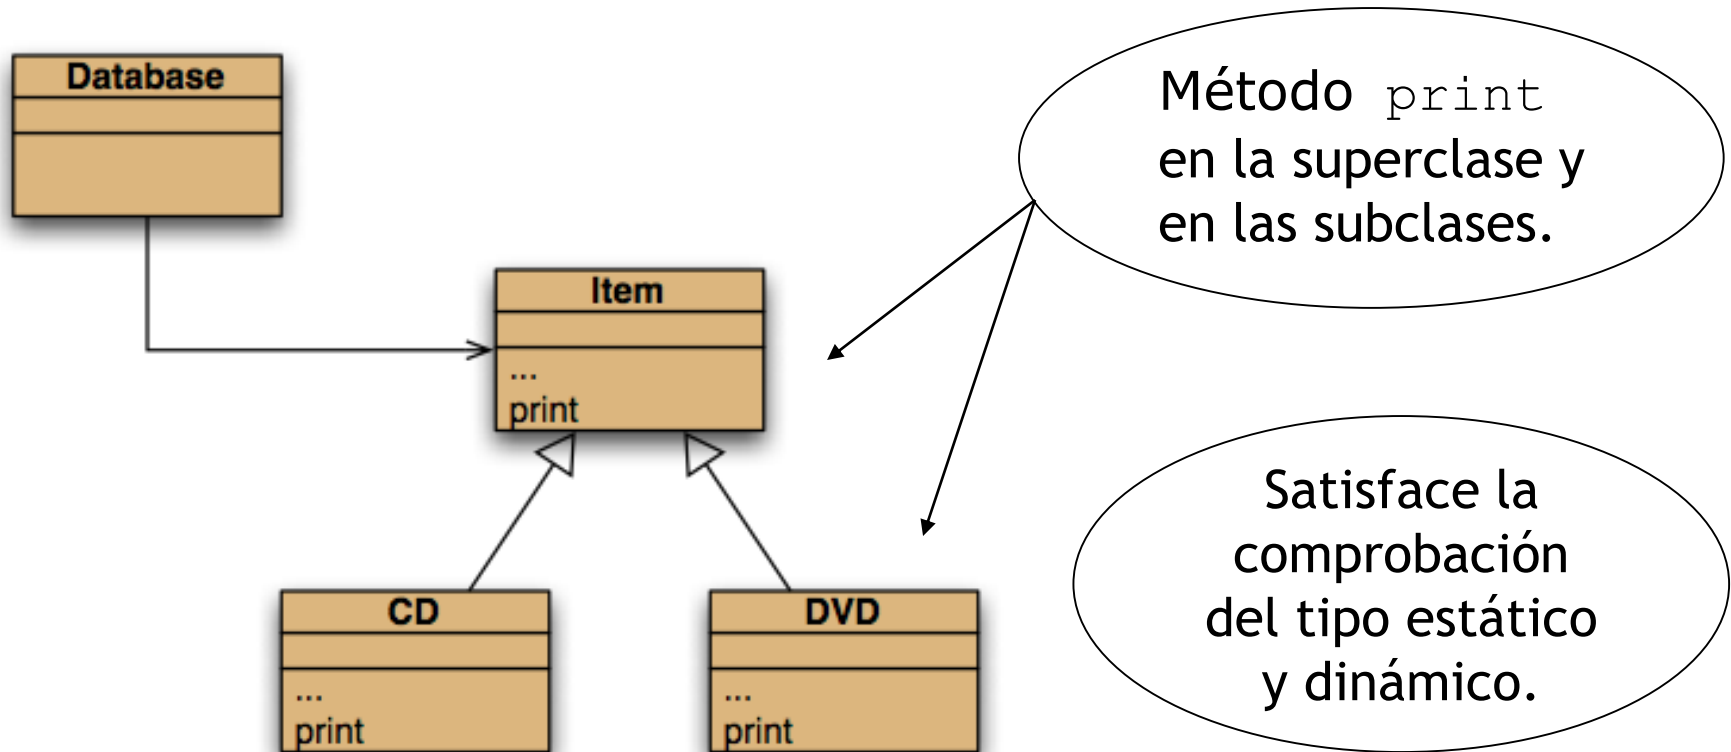 Database
Método print
en la superclase y
en las subclases.
Item
...
print
Satisface la
comprobación
del tipo estático
y dinámico.
CD
...
print
DVD
...
print